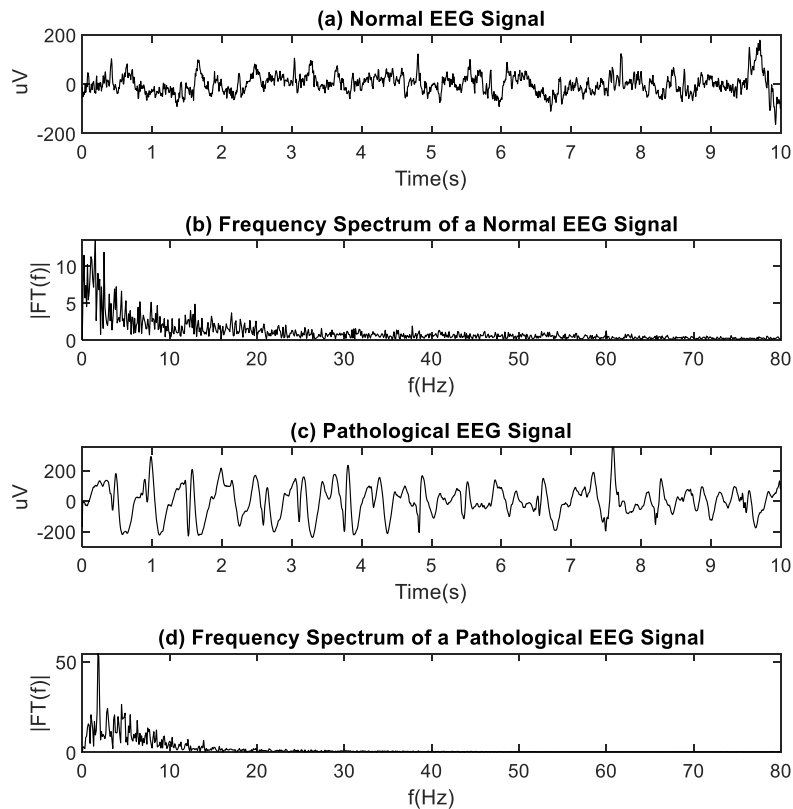 (a) Normal EEG Signal
200
0
-200
uV
0 1 2 3 4 5 6 7 8 9 10
Time(s)
(b) Frequency Spectrum of a Normal EEG Signal
10
5
0
|FT(f)|
0 10 20 30 40 50 60 70 80
f(Hz)
(c) Pathological EEG Signal
200
0
-200
uV
0 1 2 3 4 5 6 7 8 9 10
Time(s)
(d) Frequency Spectrum of a Pathological EEG Signal
50
0
|FT(f)|
0 10 20 30 40 50 60 70 80
f(Hz)